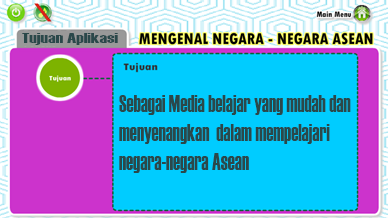 Main Menu
Tujuan Aplikasi
MENGENAL NEGARA - NEGARA ASEAN
Tujuan
Tujuan
Sebagai Media belajar yang mudah dan
menyenangkan dalam mempelajari
negara-negara Asean